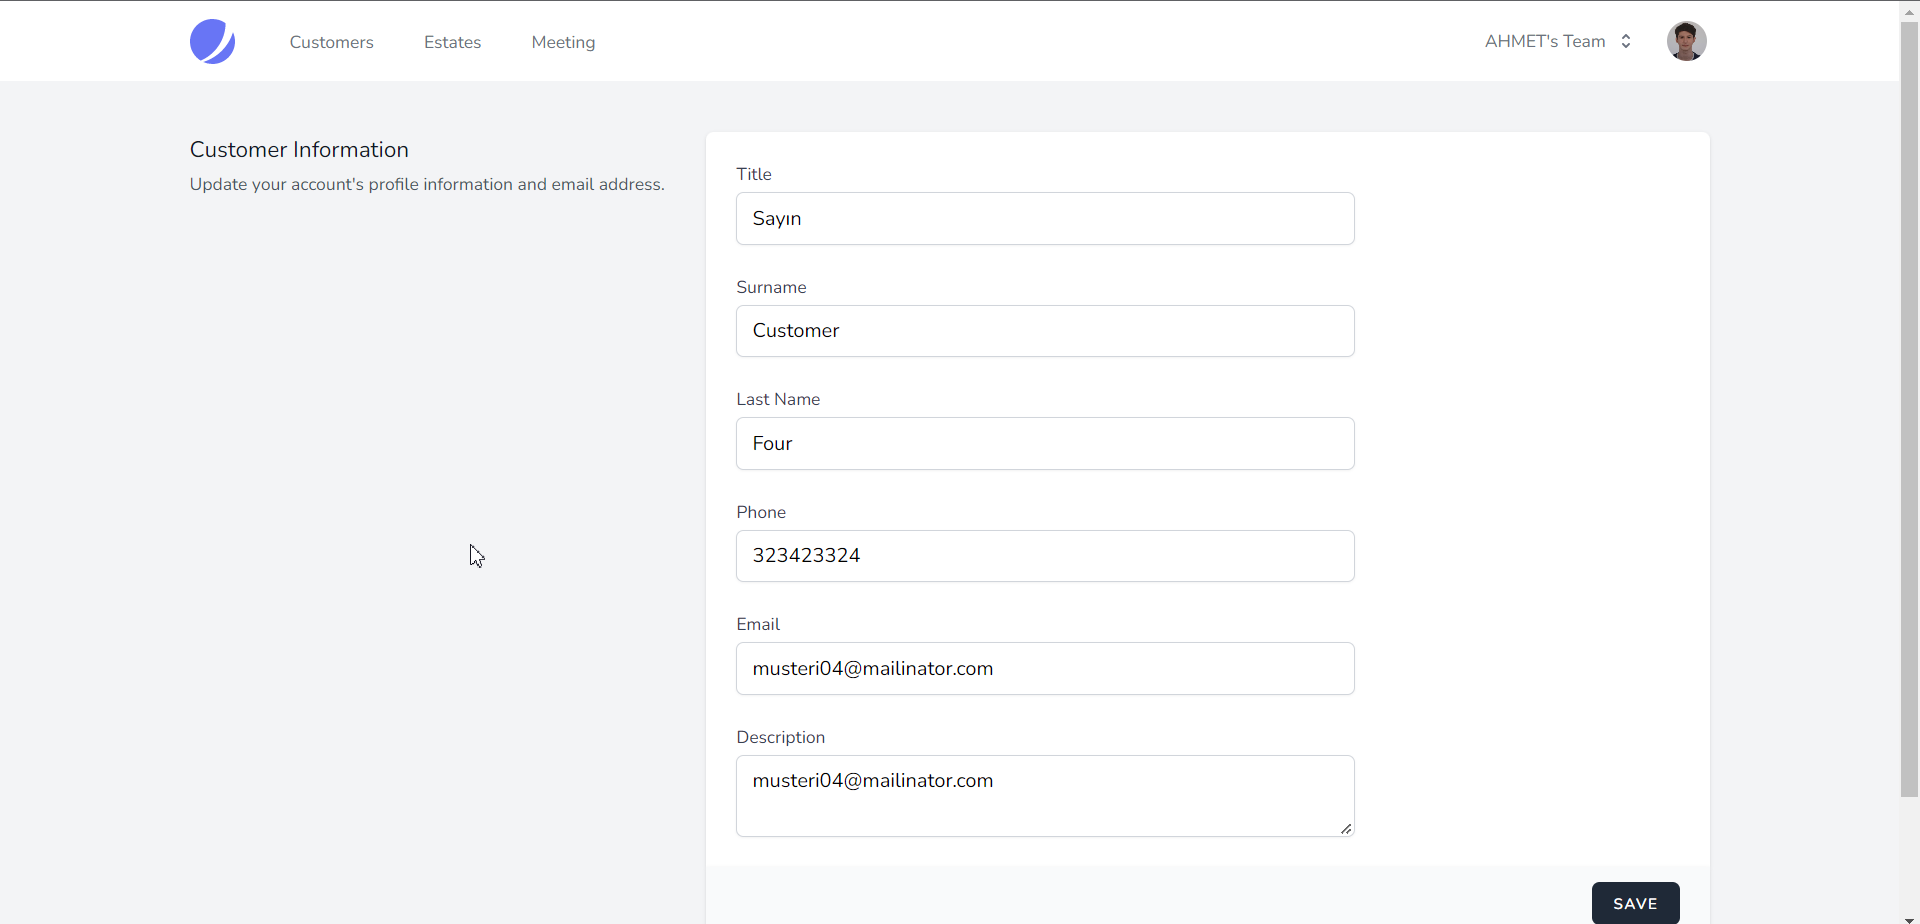 Customers Estates Meeting AHMET's Team
Customer Information
Update your account's profile information and email address.
Title
Sayın
Surname
Customer
Last Name
Four
Phone
323423324
Email
musteri04@mailinator.com
Description
musteri04@mailinator.com
SAVE